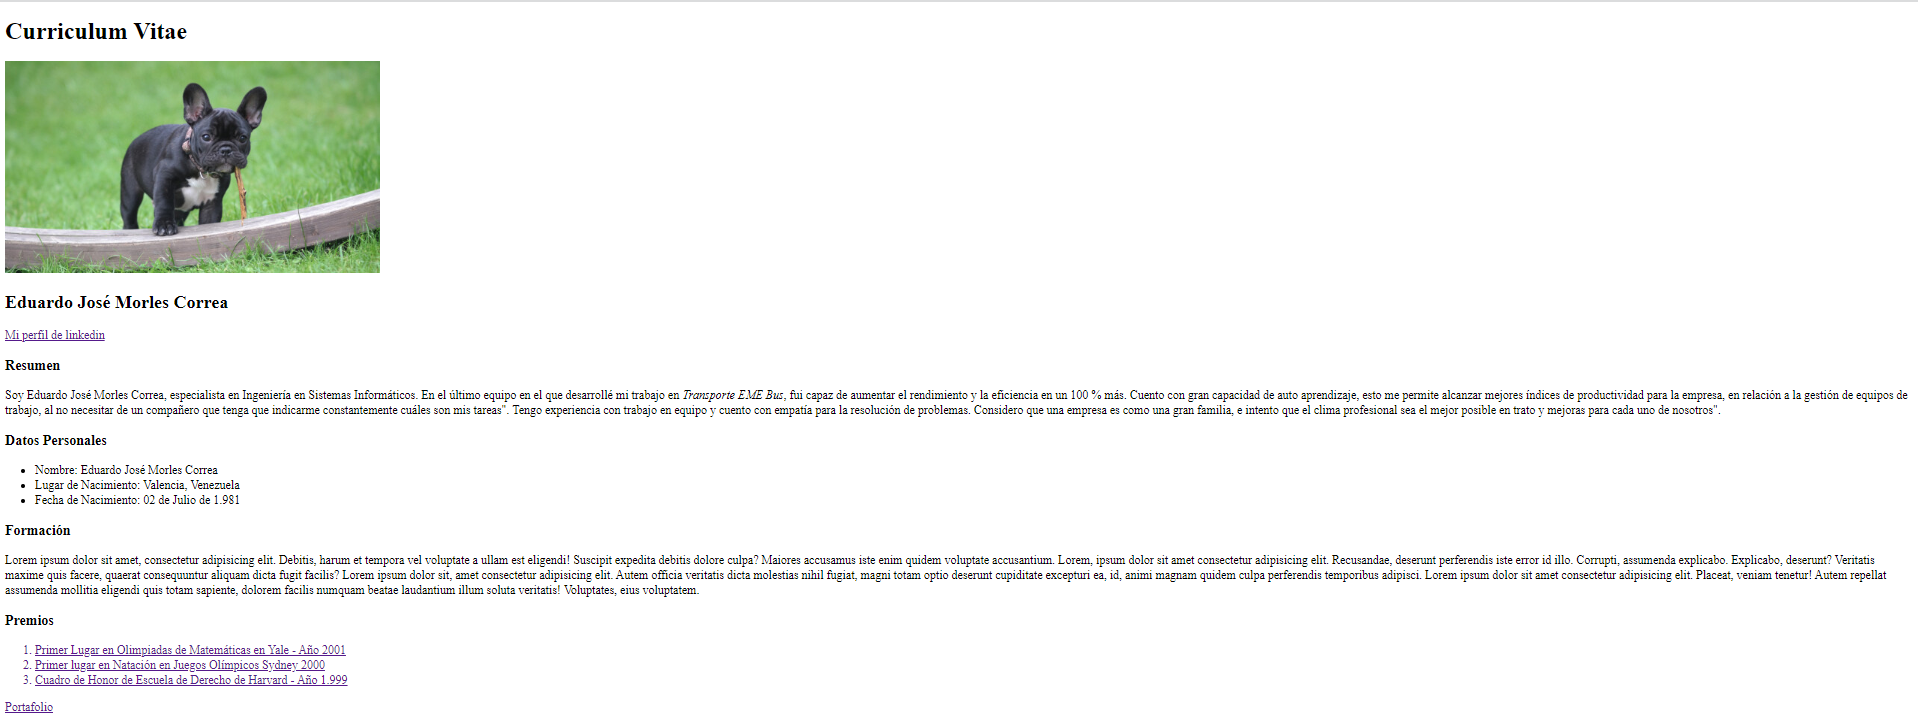 Curriculum Vitae
Eduardo José Morles Correa
Mi perfil de linkedin
Resumen
Soy Eduardo José Morles Correa, especialista en Ingeniería en Sistemas Informáticos. En el último equipo en el que desarrollé mi trabajo en Transporte EME Bus, fui capaz de aumentar el rendimiento y la eficiencia en un 100 % más. Cuento con gran capacidad de auto aprendizaje, esto me permite alcanzar mejores índices de productividad para la empresa, en relación a la gestión de equipos de
trabajo, al no necesitar de un compañero que tenga que indicarme constantemente cuáles son mis tareas". Tengo experiencia con trabajo en equipo y cuento con empatía para la resolución de problemas. Considero que una empresa es como una gran familia, e intento que el clima profesional sea el mejor posible en trato y mejoras para cada uno de nosotros".
Datos Personales
• Nombre: Eduardo José Morles Correa
• Lugar de Nacimiento: Valencia, Venezuela
• Fecha de Nacimiento: 02 de Julio de 1.981
Formación
Lorem ipsum dolor sit amet, consectetur adipisicing elit. Debitis, harum et tempora vel voluptate a ullam est eligendi! Suscipit expedita debitis dolore culpa? Maiores accusamus iste enim quidem voluptate accusantium. Lorem, ipsum dolor sit amet consectetur adipisicing elit. Recusandae, deserunt perferendis iste error id illo. Corrupti, assumenda explicabo. Explicabo, deserunt? Veritatis
maxime quis facere, quaerat consequuntur aliquam dicta fugit facilis? Lorem ipsum dolor sit, amet consectetur adipisicing elit. Autem officia veritatis dicta molestias nihil fugiat, magni totam optio deserunt cupiditate excepturi ea, id, animi magnam quidem culpa perferendis temporibus adipisci. Lorem ipsum dolor sit amet consectetur adipisicing elit. Placeat, veniam tenetur! Autem repellat
assumenda mollitia eligendi quis totam sapiente, dolorem facilis numquam beatae laudantium illum soluta veritatis! Voluptates, eius voluptatem.
Premios
1. Primer Lugar en Olimpiadas de Matemáticas en Yale - Año 2001
2. Primer lugar en Natación en Juegos Olímpicos Sydney 2000
3. Cuadro de Honor de Escuela de Derecho de Harvard - Año 1.999
Portafolio